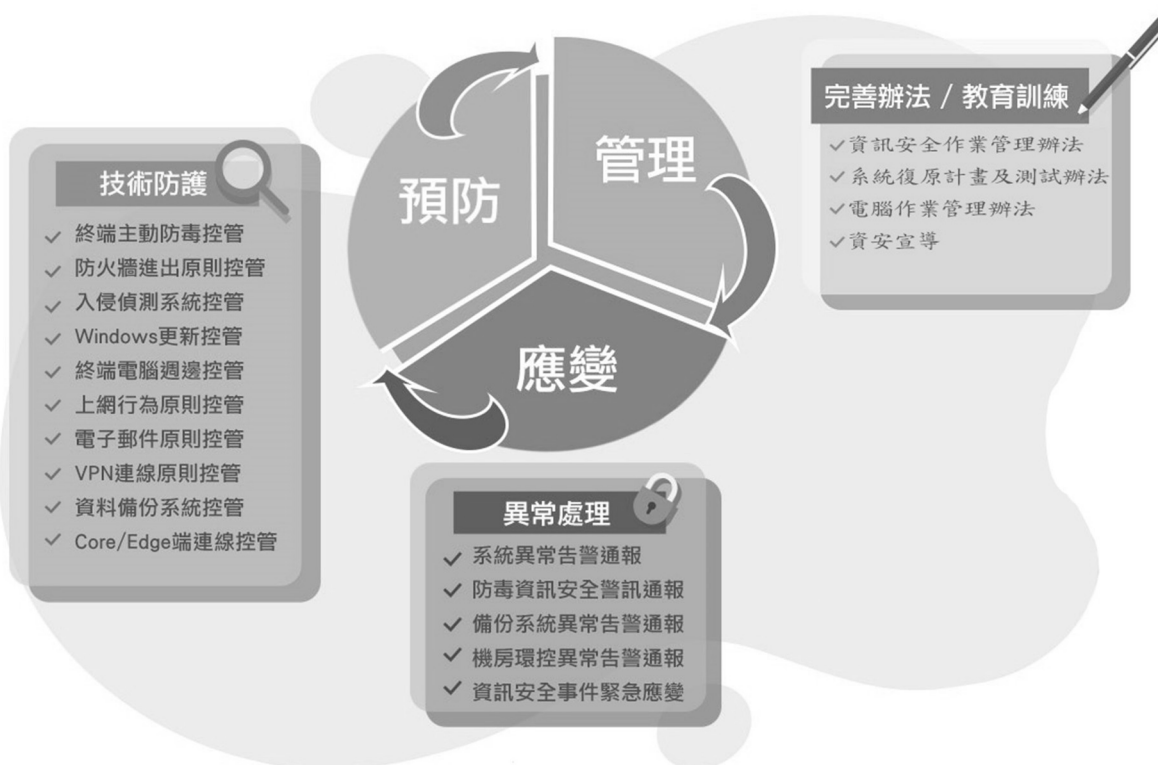 預防
管理
應變
技術防護
✓ 終端主動防毒控管
✓ 防火牆進出原則控管
✓ 入侵偵測系統控管
✓ Windows更新控管
✓ 終端電腦週邊控管
✓ 上網行為原則控管
✓ 電子郵件原則控管
✓ VPN連線原則控管
✓ 資料備份系統控管
✓ Core/Edge端連線控管
完善辦法 / 教育訓練
✓資訊安全作業管理辦法
✓系統復原計畫及測試辦法
✓電腦作業管理辦法
✓資安宣導
異常處理
✓ 系統異常告警通報
✓ 防毒資訊安全警訊通報
✓ 備份系統異常告警通報
✓ 機房環控異常告警通報
✓ 資訊安全事件緊急應變